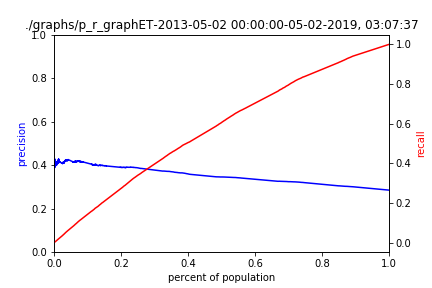 ./graphs/p_r_graphET-2013-05-02 00:00:00-05-02-2019, 03:07:37
1.0
0.8
0.6
0.4
0.2
0.0
precision
0.0 0.2 0.4 0.6 0.8 1.0
percent of population
1.0
0.8
0.6
0.4
0.2
0.0
recall